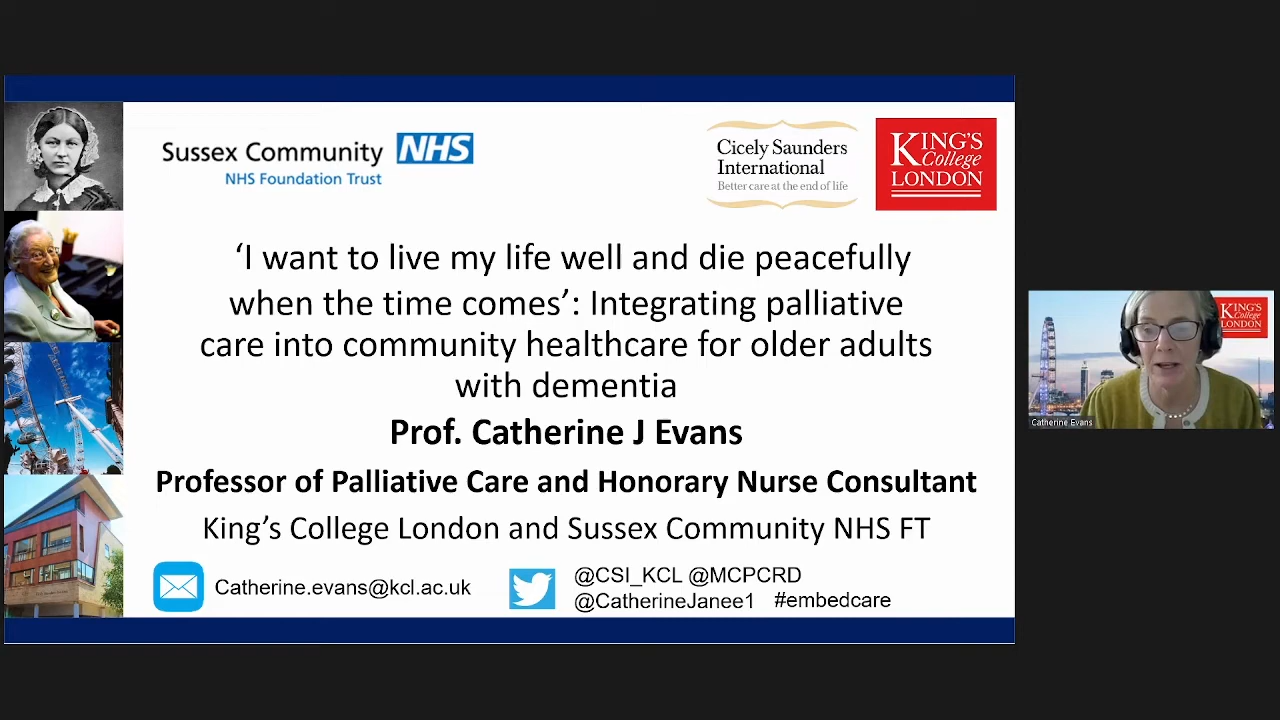 Sussex Community NHS
NHS Foundation Trust
Cicely Saunders
International
Better care at the end of life
KING'S
College
LONDON
‘I want to live my life well and die peacefully
when the time comes’: Integrating palliative
care into community healthcare for older adults
with dementia
Prof. Catherine J Evans
Professor of Palliative Care and Honorary Nurse Consultant
King’s College London and Sussex Community NHS FT
Catherine.evans@kcl.ac.uk
@CSI_KCL @MCPCRD
@CatherineJanee1 #embedcare
KING'S
College
LONDON
Catherine Evans